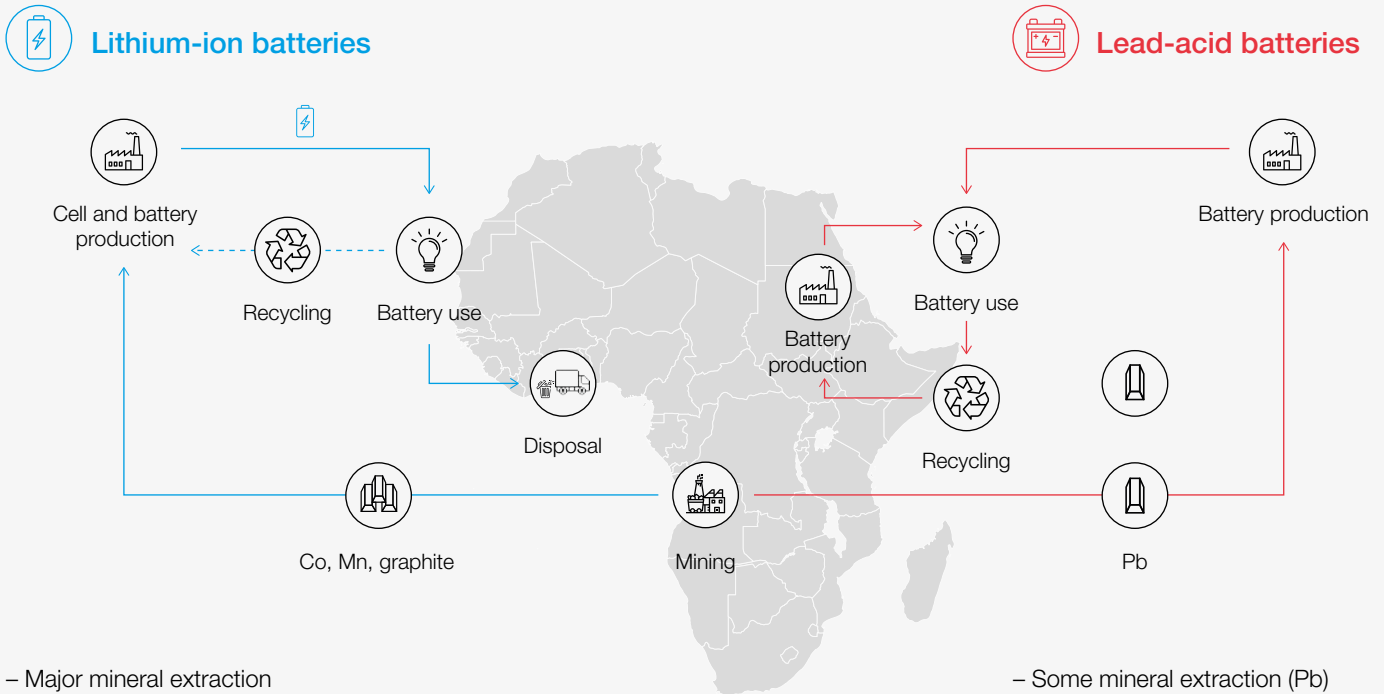 Lithium-ion batteries
Lead-acid batteries
Cell and battery
production
Recycling
Battery use
Disposal
Co, Mn, graphite
Mining
Battery
production
Battery use
Recycling
Battery production
Pb
– Major mineral extraction
– Some mineral extraction (Pb)